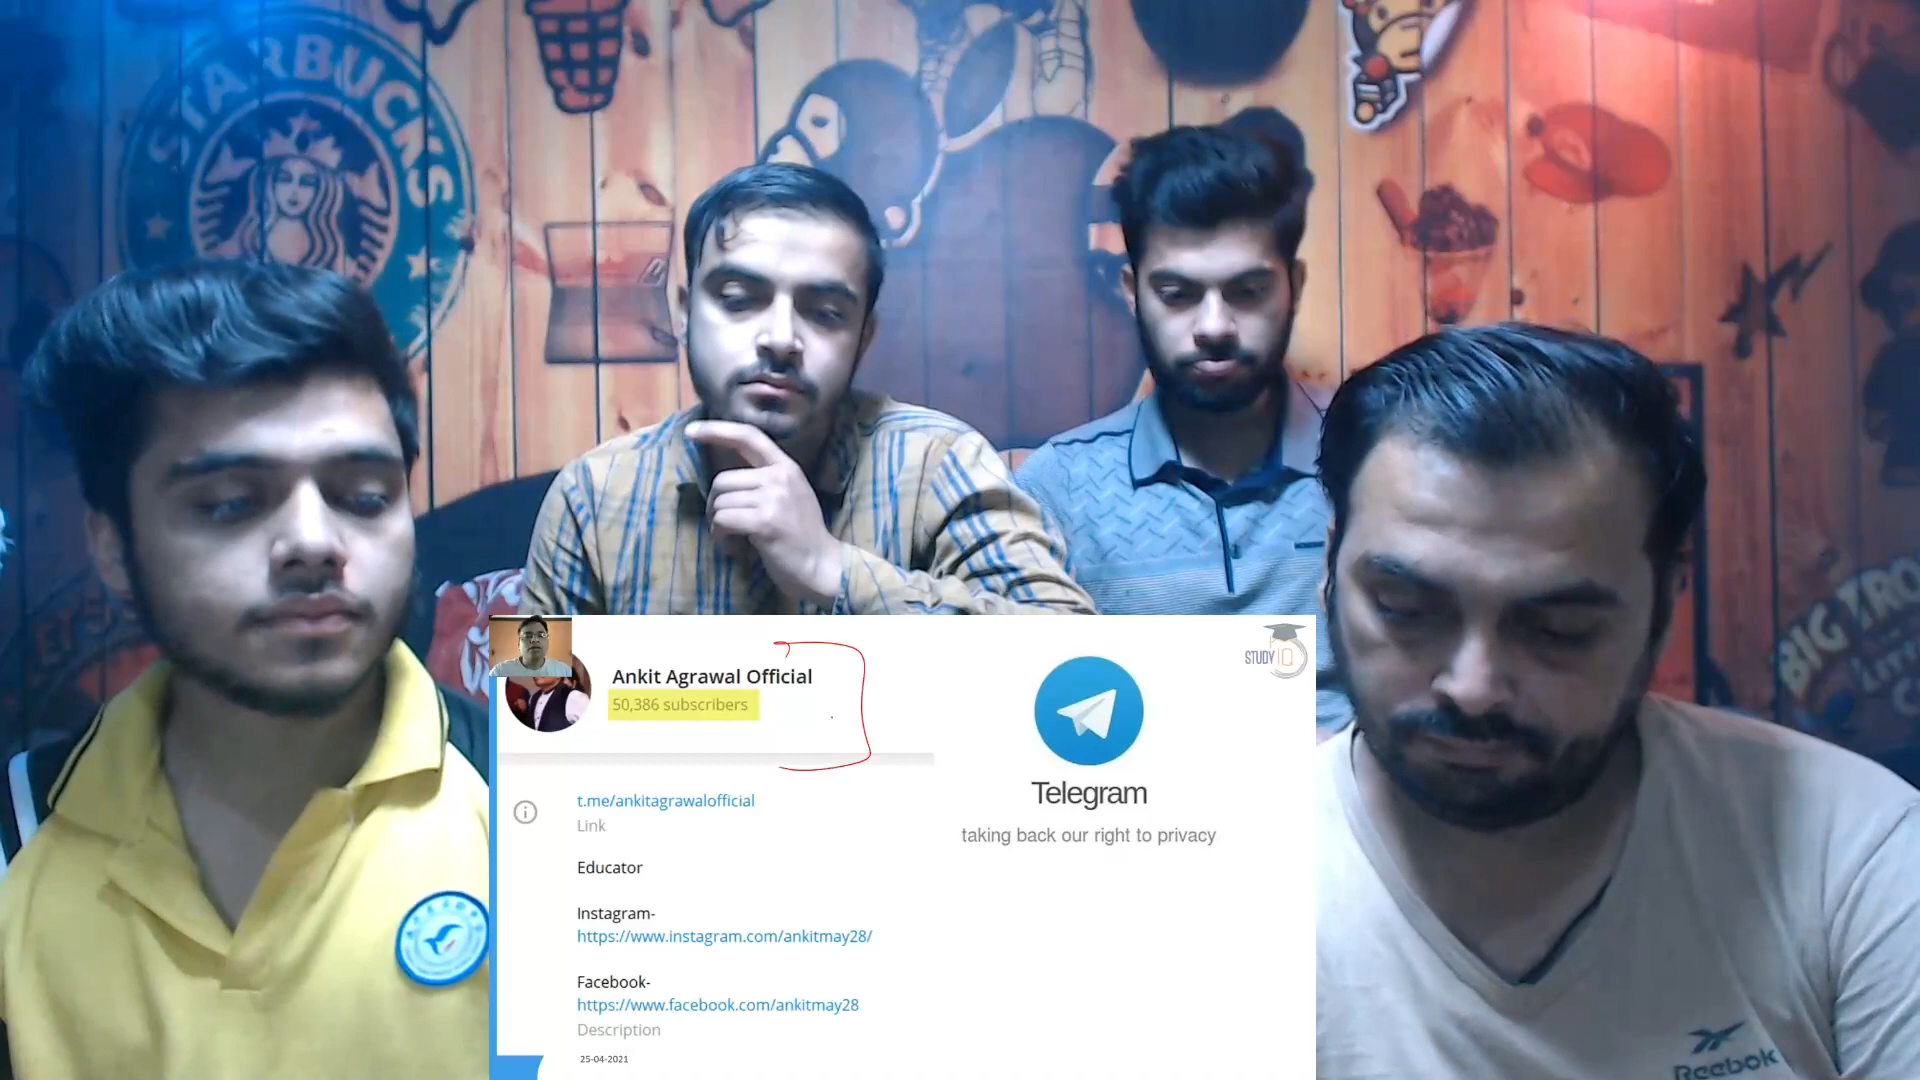 STARBUCKS
Ankit Agrawal Official
50,386 subscribers
STUDY IQ
t.me/ankitagrawalofficial
Link
Educator
Instagram-
https://www.instagram.com/ankitmay28/
Facebook-
https://www.facebook.com/ankitmay28
Description
25-04-2021
Telegram
taking back our right to privacy
Reebok